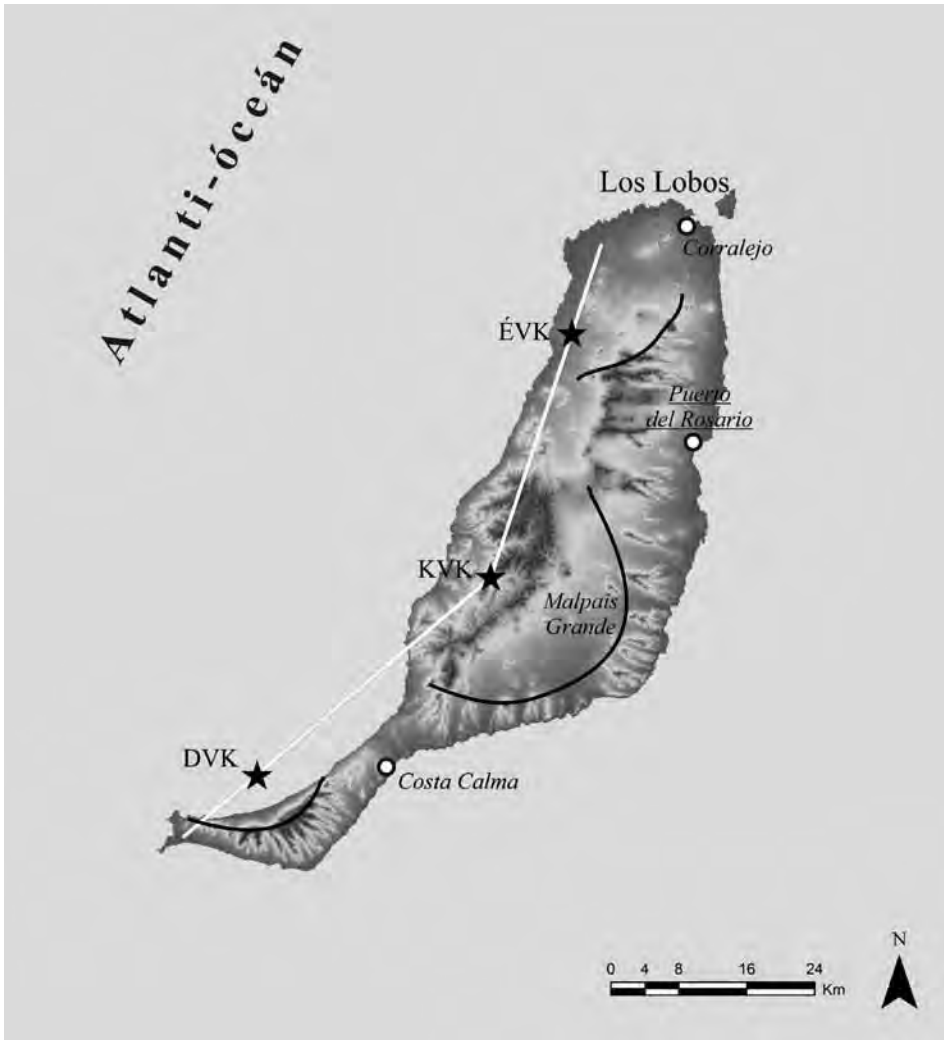 Atlanti-óceán
Los Lobos
Corralejo
ÉVK
Puerto
del Rosario
KVK
Malpais
Grande
DVK
Costa Calma
N
0 4 8 16 24
Km